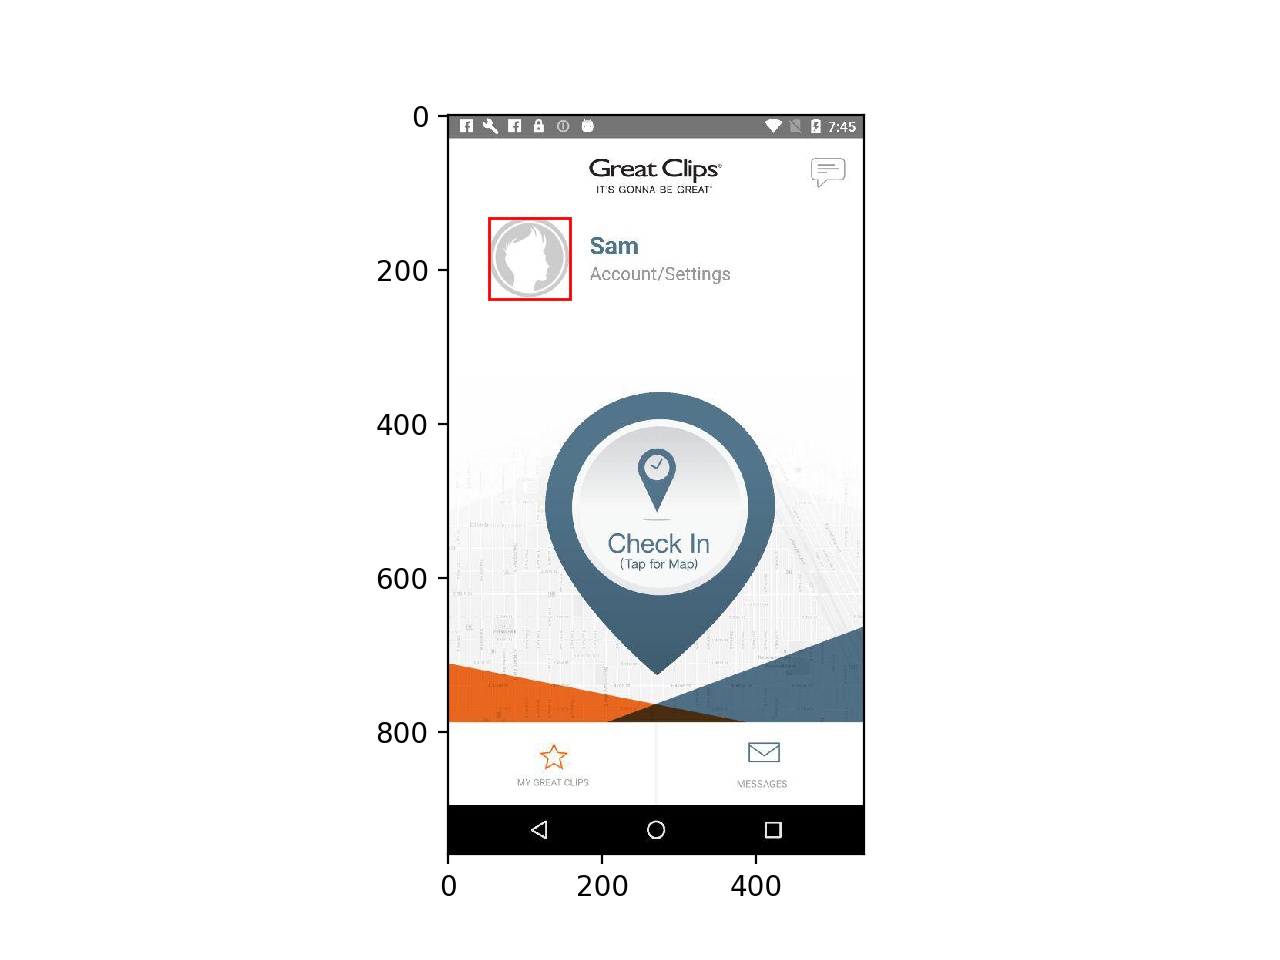 0
200
400
600
800
0
200
400
7:45
Great Clips®
IT'S GONNA BE GREAT®
Sam
Account/Settings
Check In
(Tap for Map)
MY GREAT CLIPS
MESSAGES